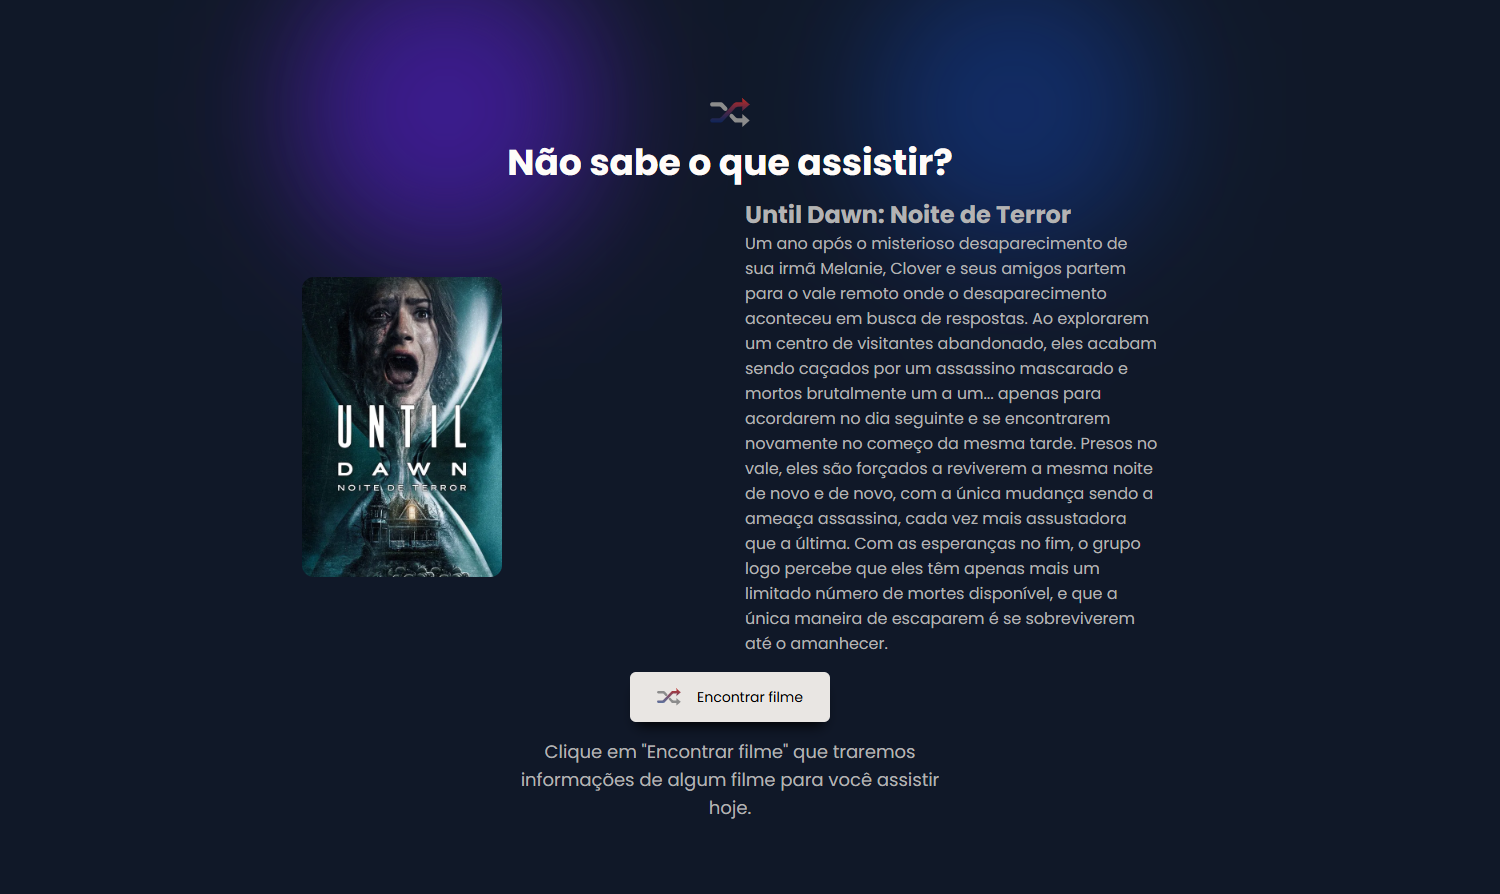 Não sabe o que assistir?
Until Dawn: Noite de Terror
Um ano após o misterioso desaparecimento de
sua irmã Melanie, Clover e seus amigos partem
para o vale remoto onde o desaparecimento
aconteceu em busca de respostas. Ao explorarem
um centro de visitantes abandonado, eles acabam
sendo caçados por um assassino mascarado e
mortos brutalmente um a um... apenas para
acordarem no dia seguinte e se encontrarem
novamente no começo da mesma tarde. Presos no
vale, eles são forçados a reviverem a mesma noite
de novo e de novo, com a única mudança sendo a
ameaça assassina, cada vez mais assustadora
que a última. Com as esperanças no fim, o grupo
logo percebe que eles têm apenas mais um
limitado número de mortes disponível, e que a
única maneira de escaparem é se sobreviverem
até o amanhecer.
UNTIL
DAWN
NOITE DE TERROR
Encontrar filme
Clique em "Encontrar filme" que traremos
informações de algum filme para você assistir
hoje.